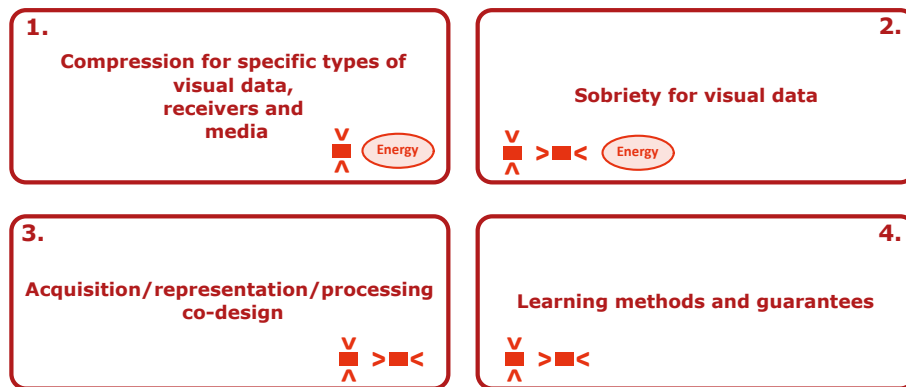 1.
Compression for specific types of
visual data,
receivers and
media
Energy
2.
Sobriety for visual data
Energy
3.
Acquisition/representation/processing
co-design
4.
Learning methods and guarantees